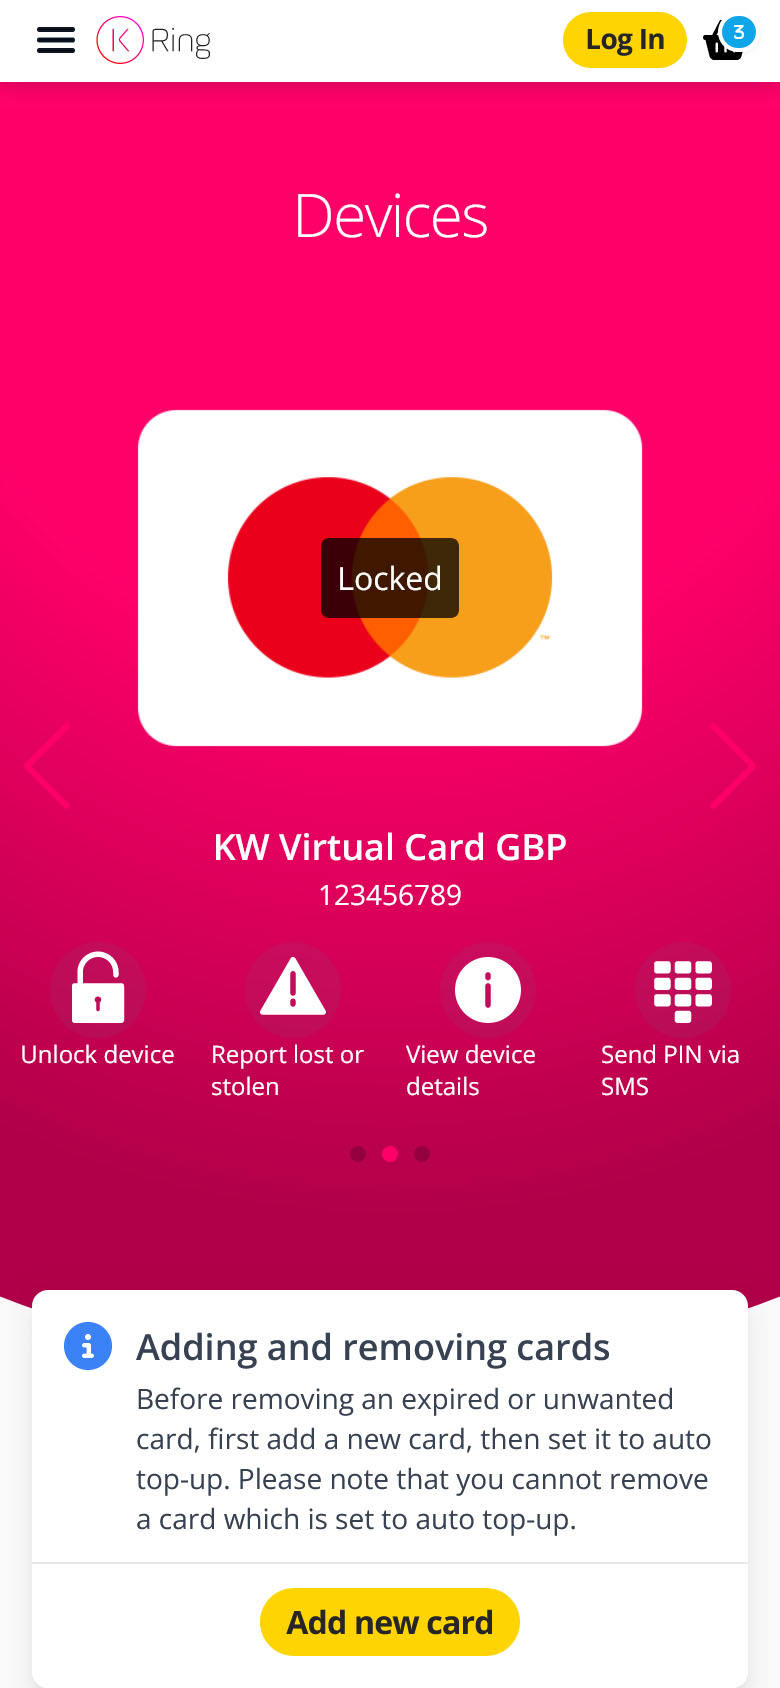 K Ring
Log In
3
Devices
Locked
™
KW Virtual Card GBP
123456789
Unlock device
Report lost or
stolen
View device
details
Send PIN via
SMS
Adding and removing cards
Before removing an expired or unwanted
card, first add a new card, then set it to auto
top-up. Please note that you cannot remove
a card which is set to auto top-up.
Add new card